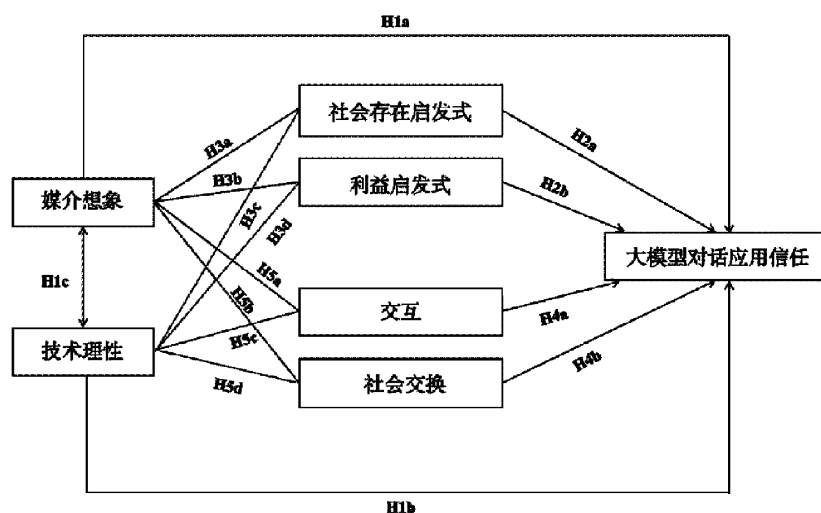 H1a
社会存在启发式
H3a
H2a
H3b
利益启发式
H2b
媒介想象
H3c
H3d
大模型对话应用信任
H1c
H5a
H5b
交互
H4a
技术理性
H5c
H5d
社会交换
H4b
H1b